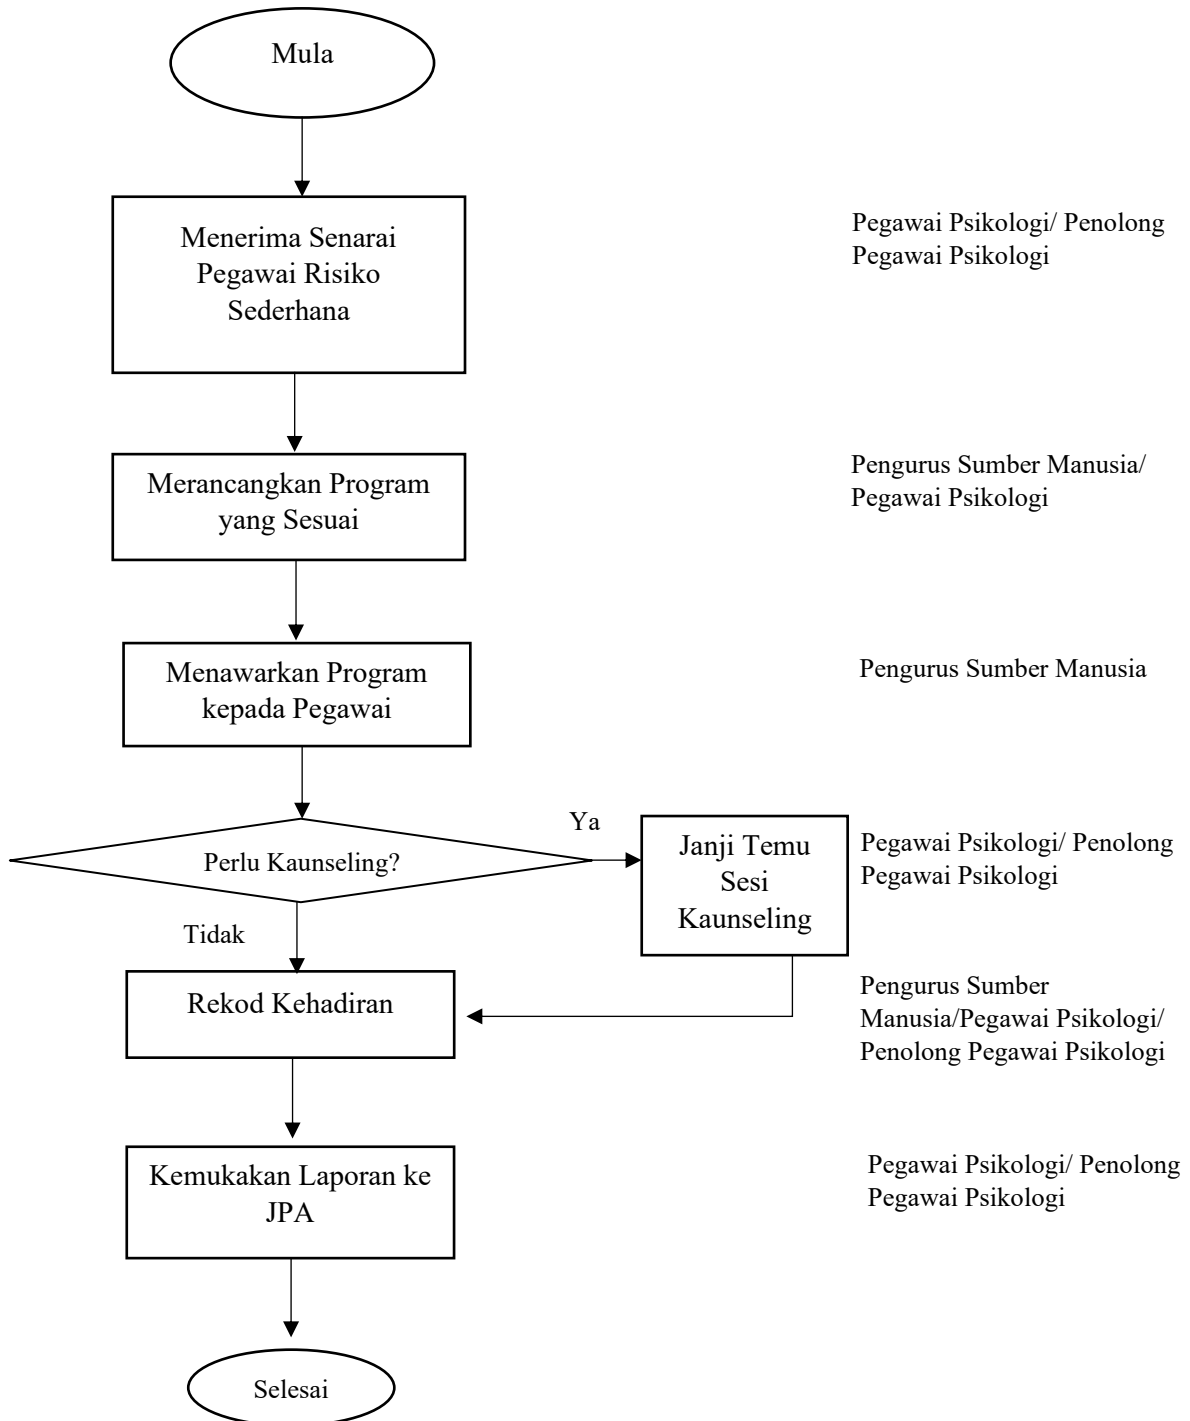 Mula
Menerima Senarai
Pegawai Risiko
Sederhana
Pegawai Psikologi/ Penolong
Pegawai Psikologi
Merancangkan Program
yang Sesuai
Pengurus Sumber Manusia/
Pegawai Psikologi
Menawarkan Program
kepada Pegawai
Pengurus Sumber Manusia
Perlu Kaunseling?
Ya
Janji Temu
Sesi
Kaunseling
Pegawai Psikologi/ Penolong
Pegawai Psikologi
Tidak
Rekod Kehadiran
Pengurus Sumber
Manusia/Pegawai Psikologi/
Penolong Pegawai Psikologi
Kemukakan Laporan ke
JPA
Pegawai Psikologi/ Penolong
Pegawai Psikologi
Selesai